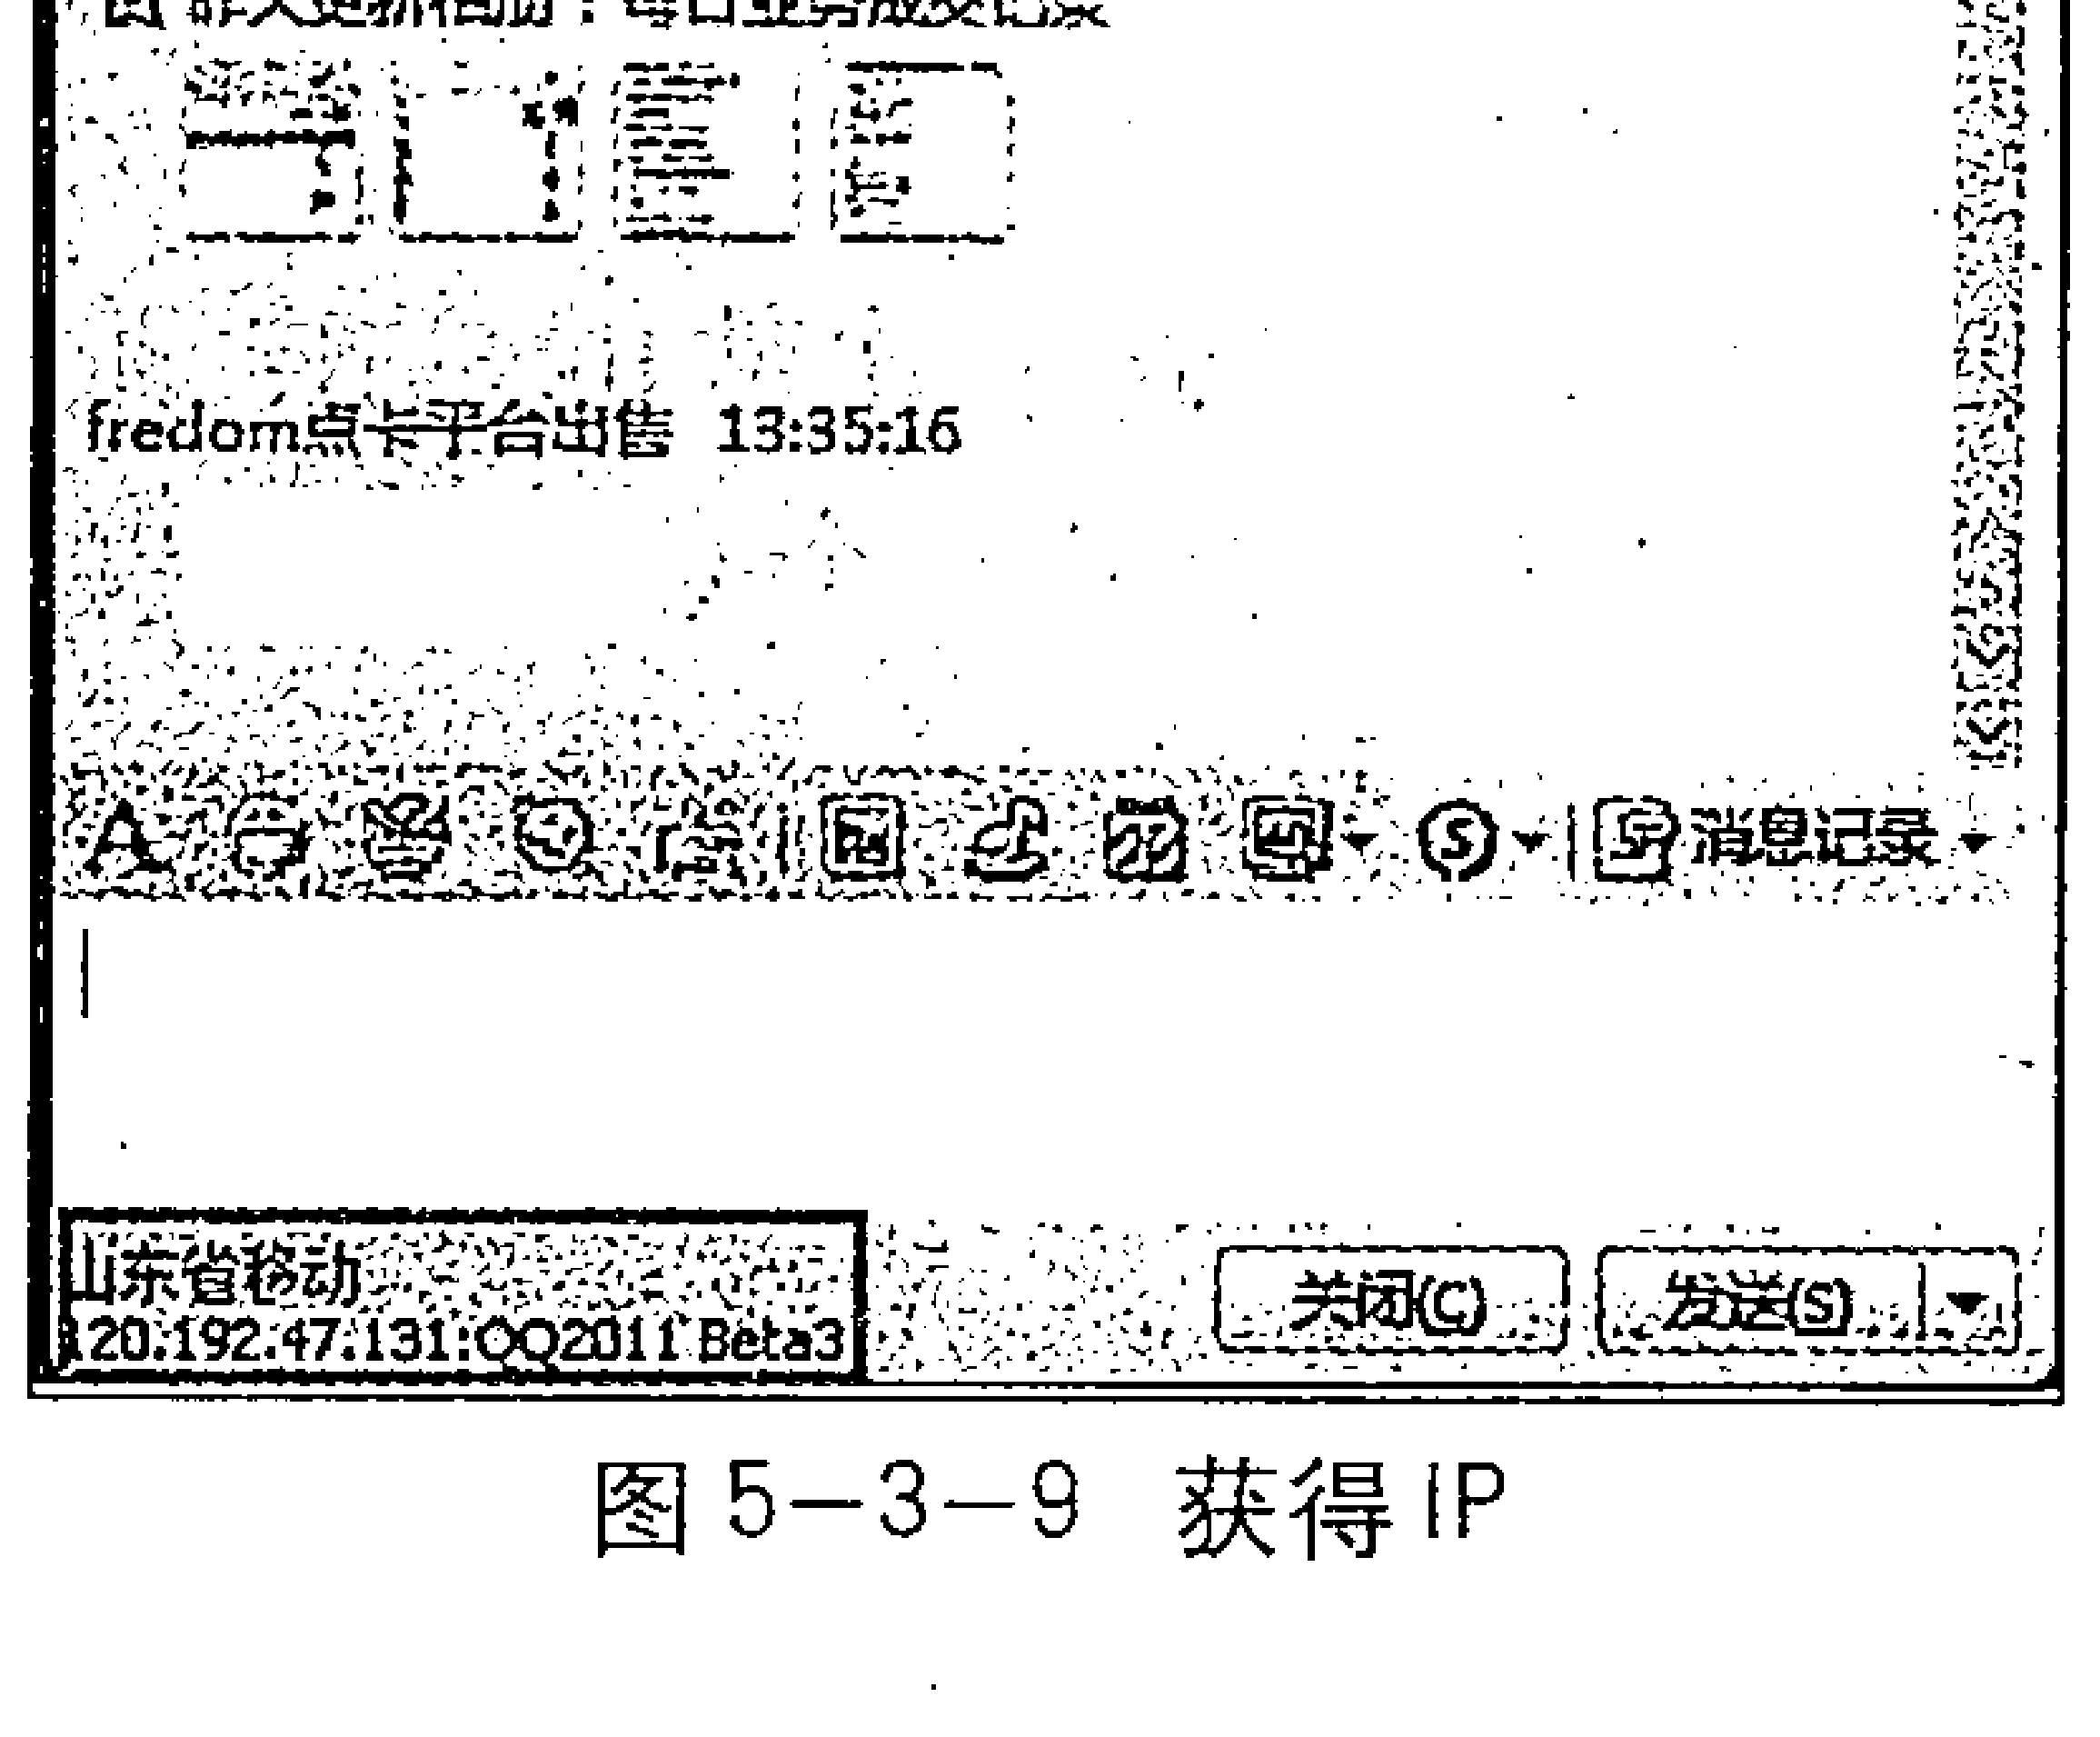 fredom点卡平台出售 13:35:16
消息记录
山东省移动
120.192.47.131:QQ2011 Beta3
关闭(C) 发送(S)
图 5-3-9 获得IP